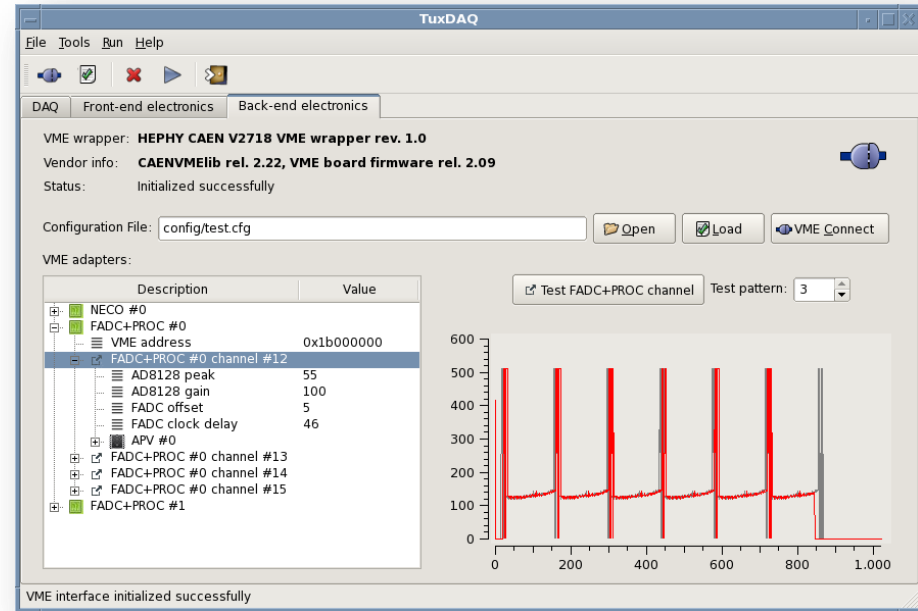 TuxDAQ
File Tools Run Help
DAQ Front-end electronics Back-end electronics
VME wrapper: HEPHY CAEN V2718 VME wrapper rev. 1.0
Vendor info: CAENVMElib rel. 2.22, VME board firmware rel. 2.09
Status: Initialized successfully
Configuration File: config/test.cfg Open Load VME Connect
VME adapters:
Description Value
NECO #0
FADC+PROC #0
VME address 0x1b000000
FADC+PROC #0 channel #12
AD8128 peak 55
AD8128 gain 100
FADC offset 5
FADC clock delay 46
APV #0
FADC+PROC #0 channel #13
FADC+PROC #0 channel #14
FADC+PROC #0 channel #15
FADC+PROC #1
Test FADC+PROC channel Test pattern: 3
600
500
400
300
200
100
0
0 200 400 600 800 1.000
VME interface initialized successfully